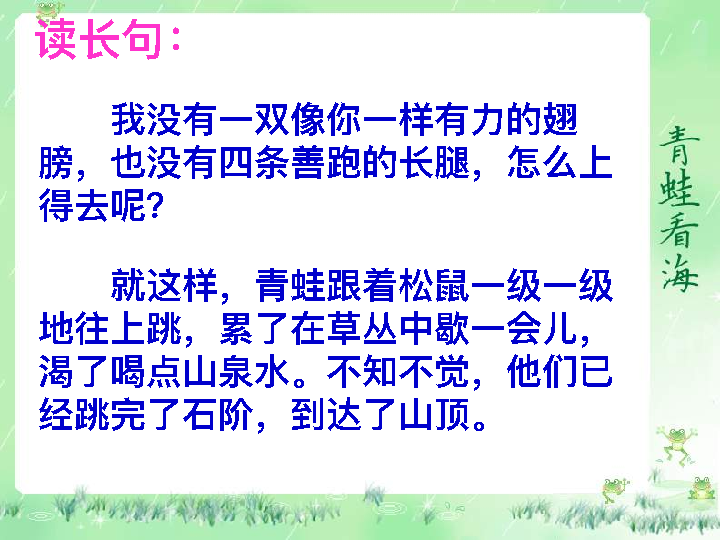 读长句：
我没有一双像你一样有力的翅
膀，也没有四条善跑的长腿，怎么上
得去呢？
就这样，青蛙跟着松鼠一级一级
地往上跳，累了在草丛中歇一会儿，
渴了喝点山泉水。不知不觉，他们已
经跳完了石阶，到达了山顶。
青蛙看海